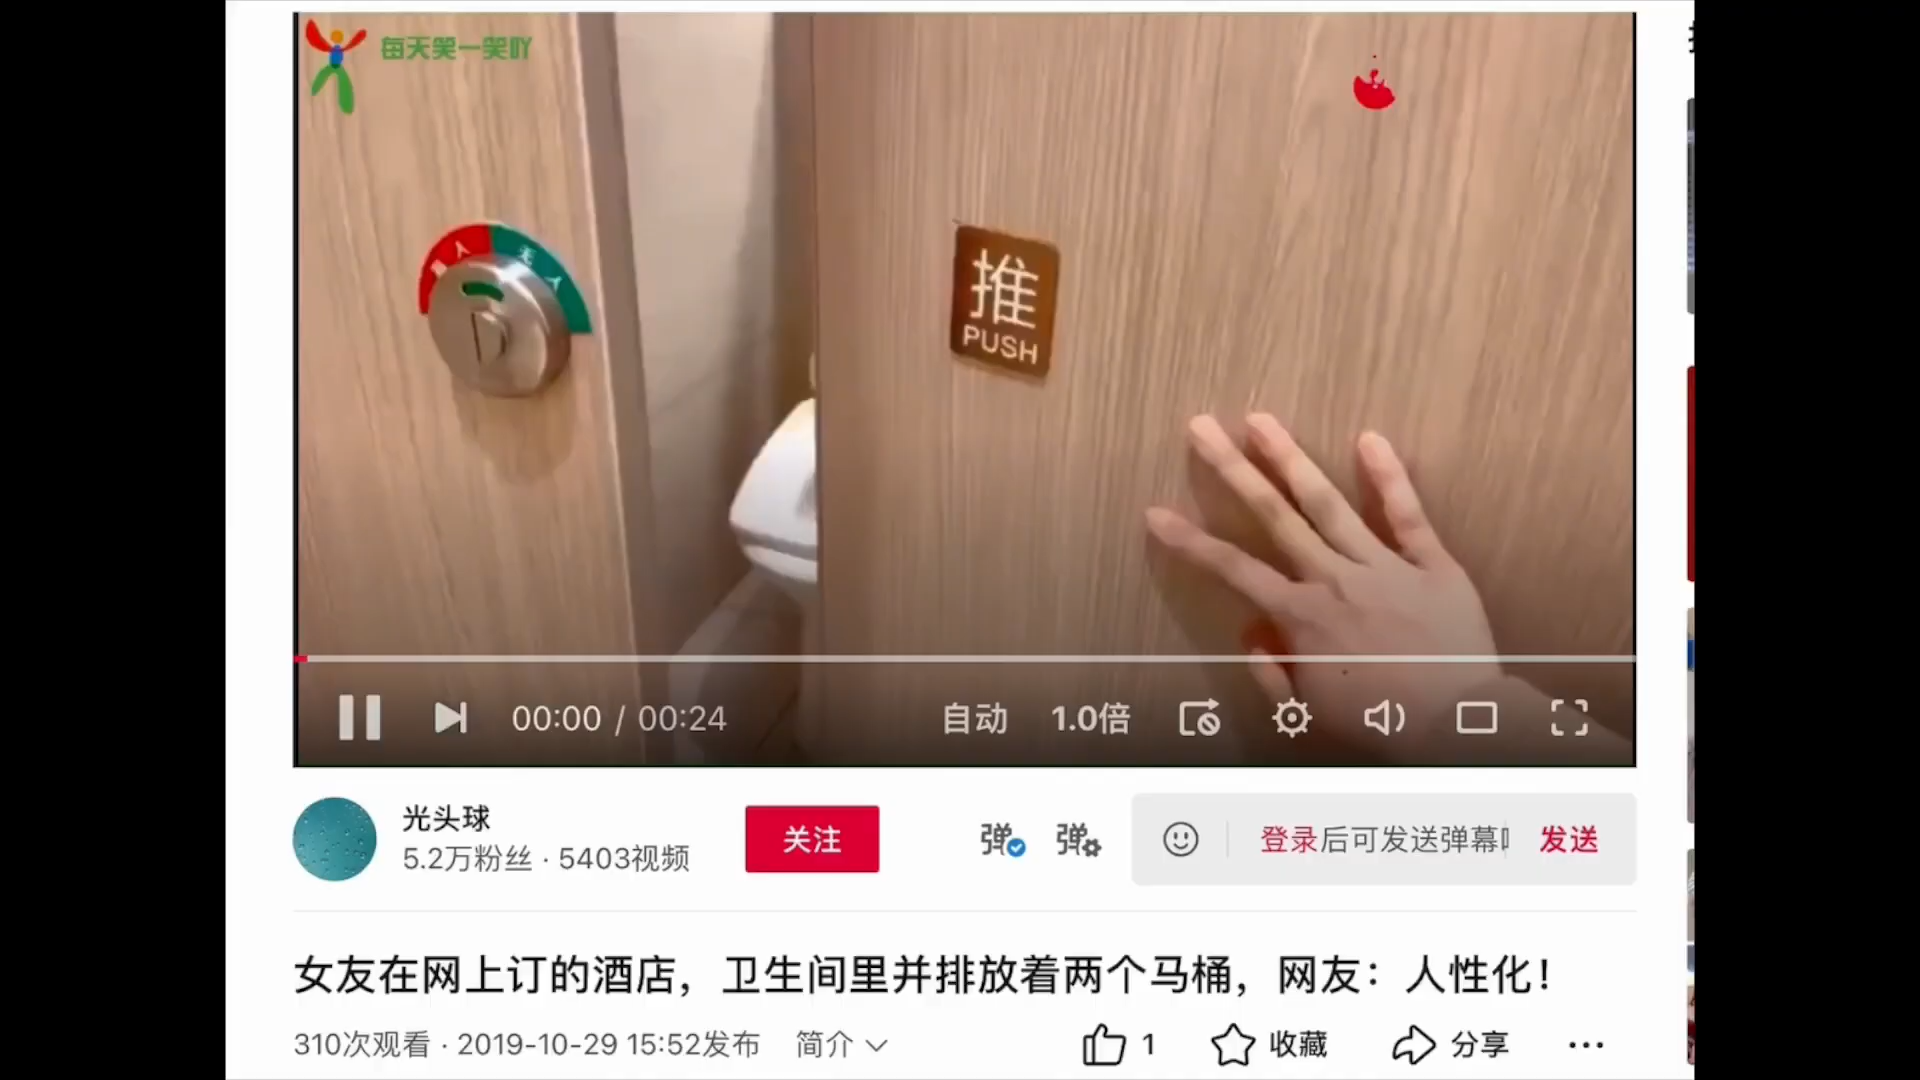 每天笑一笑吖
有人 无人
推
PUSH
00:00 / 00:24
自动 1.0倍
光头球
5.2万粉丝 · 5403视频
关注
弹 弹
登录后可发送弹幕
发送
女友在网上订的酒店，卫生间里并排放着两个马桶，网友：人性化！
310次观看 · 2019-10-29 15:52发布 简介
1 收藏 分享